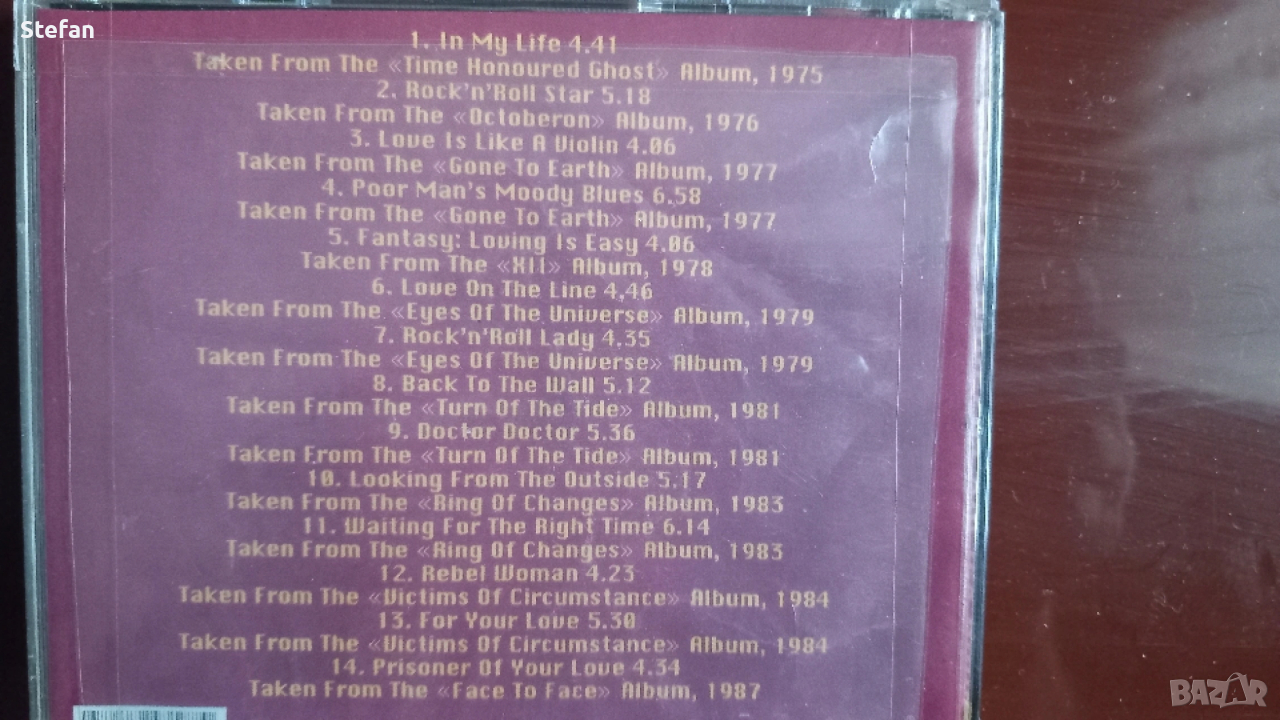 Stefan
1. In My Life 4.41
Taken From The «Time Honoured Ghost» Album, 1975
2. Rock'n'Roll Star 5.18
Taken From The «Octoberon» Album, 1976
3. Love Is Like A Violin 4.06
Taken From The «Gone To Earth» Album, 1977
4. Poor Man's Moody Blues 6.58
Taken From The «Gone To Earth» Album, 1977
5. Fantasy: Loving Is Easy 4.06
Taken From The «XII» Album, 1978
6. Love On The Line 4.46
Taken From The «Eyes Of The Universe» Album, 1979
7. Rock'n'Roll Lady 4.35
Taken From The «Eyes Of The Universe» Album, 1979
8. Back To The Wall 5.12
Taken From The «Turn Of The Tide» Album, 1981
9. Doctor Doctor 5.36
Taken From The «Turn Of The Tide» Album, 1981
10. Looking From The Outside 5.17
Taken From The «Ring Of Changes» Album, 1983
11. Waiting For The Right Time 6.14
Taken From The «Ring Of Changes» Album, 1983
12. Rebel Woman 4.23
Taken From The «Victims Of Circumstance» Album, 1984
13. For Your Love 5.30
Taken From The «Victims Of Circumstance» Album, 1984
14. Prisoner Of Your Love 4.34
Taken From The «Face To Face» Album, 1987
BAZAR